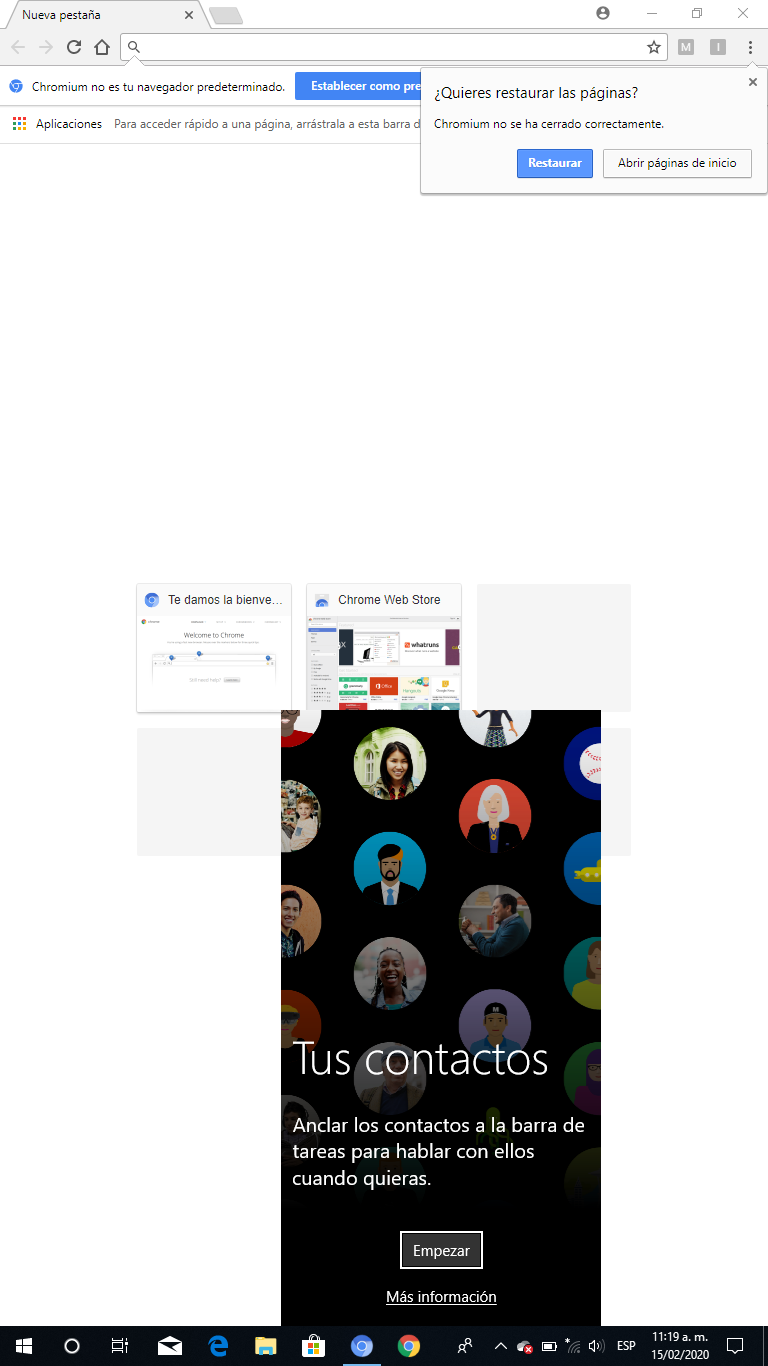 Nueva pestaña
M
I
Chromium no es tu navegador predeterminado.
Establecer como pre
¿Quieres restaurar las páginas?
Chromium no se ha cerrado correctamente.
Restaurar
Abrir páginas de inicio
Aplicaciones
Para acceder rápido a una página, arrástrala a esta barra d
Te damos la bienve...
Chrome Web Store
Welcome to Chrome
Still need help?
whatruns
Office
M
Tus contactos
Anclar los contactos a la barra de
tareas para hablar con ellos
cuando quieras.
Empezar
Más información
ESP
11:19 a. m.
15/02/2020